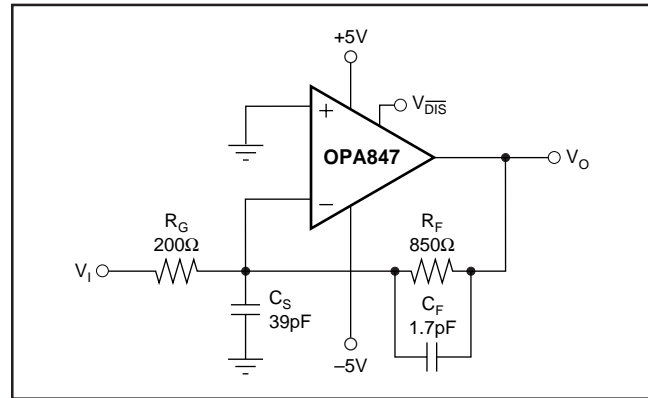 +5V
V_DIS
+
OPA847
V_O
−
R_G
200Ω
R_F
850Ω
V_I
C_S
39pF
C_F
1.7pF
–5V